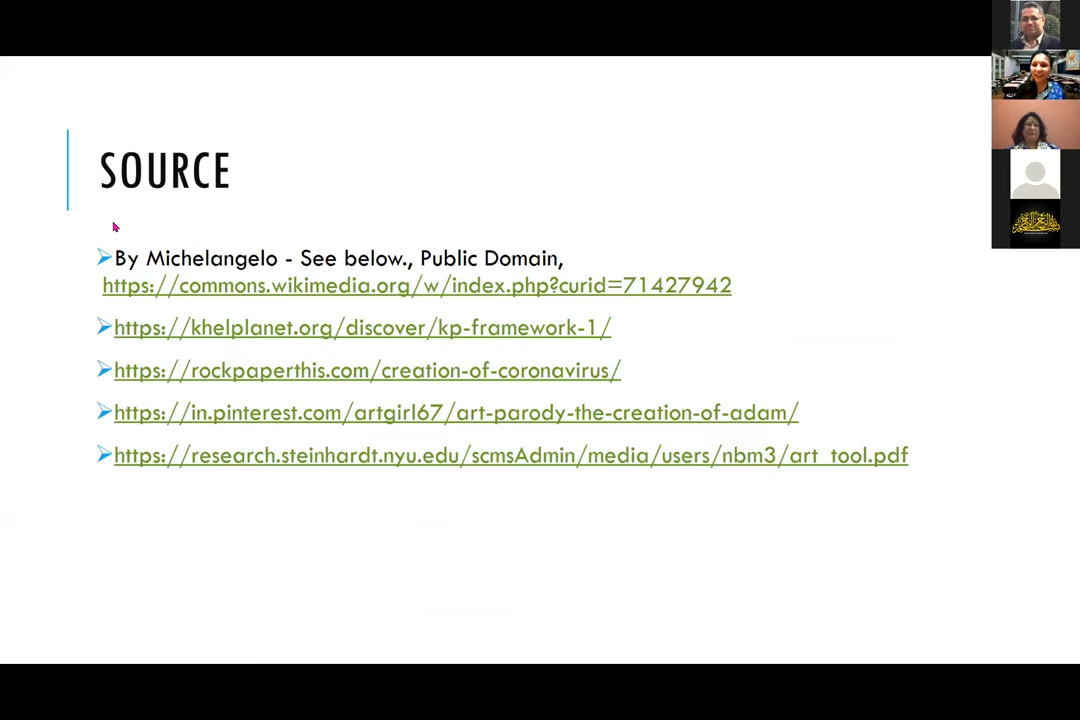 SOURCE
By Michelangelo - See below., Public Domain,
https://commons.wikimedia.org/w/index.php?curid=71427942
https://khelplanet.org/discover/kp-framework-1/
https://rockpaperthis.com/creation-of-coronavirus/
https://in.pinterest.com/artgirl67/art-parody-the-creation-of-adam/
https://research.steinhardt.nyu.edu/scmsAdmin/media/users/nbm3/art_tool.pdf